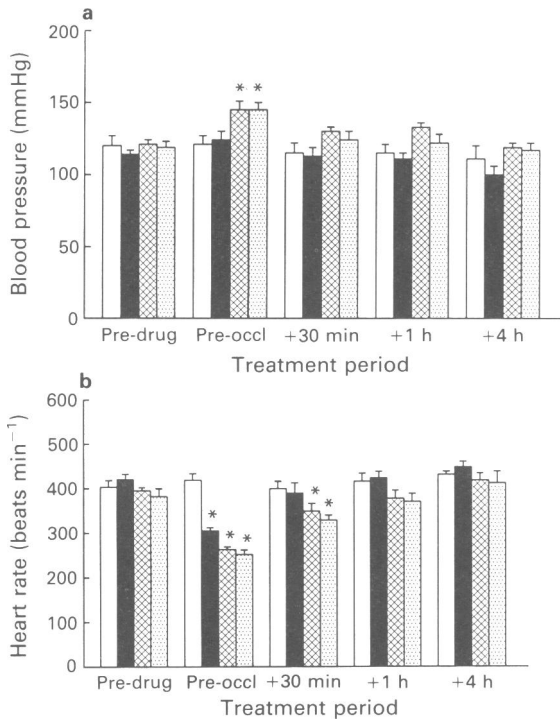 a
200
150
100
50
0
Blood pressure (mmHg)
* *
Pre-drug Pre-occl +30 min +1 h +4 h
Treatment period
b
600
500
400
300
200
100
0
Heart rate (beats min⁻¹)
* * *
* *
Pre-drug Pre-occl +30 min +1 h +4 h
Treatment period